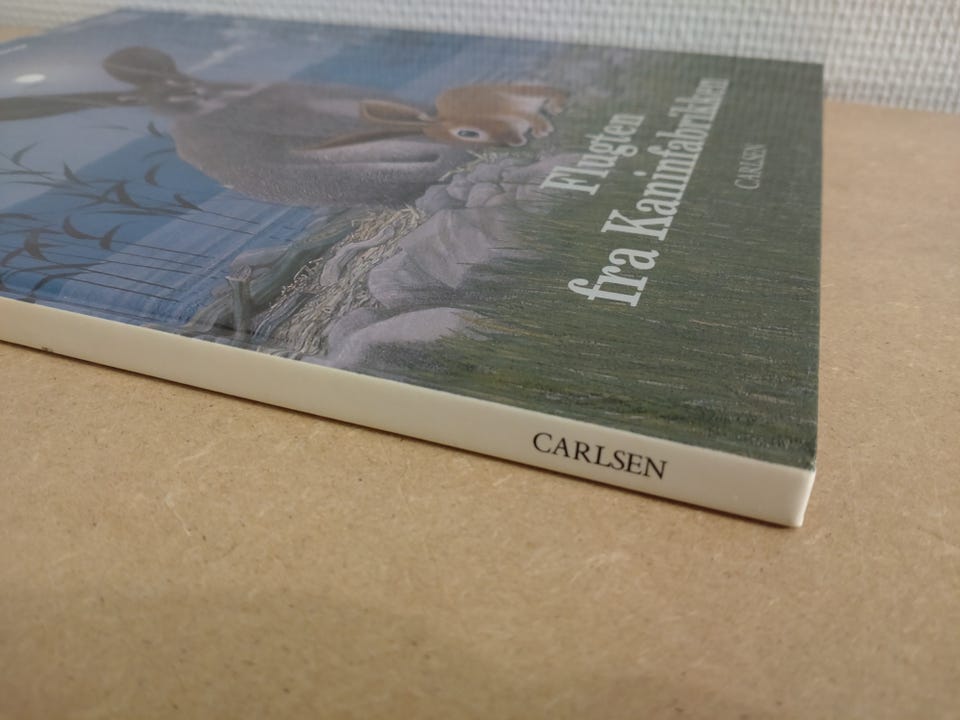 Flugten
fra Kaninfabrikken
CARLSEN
CARLSEN